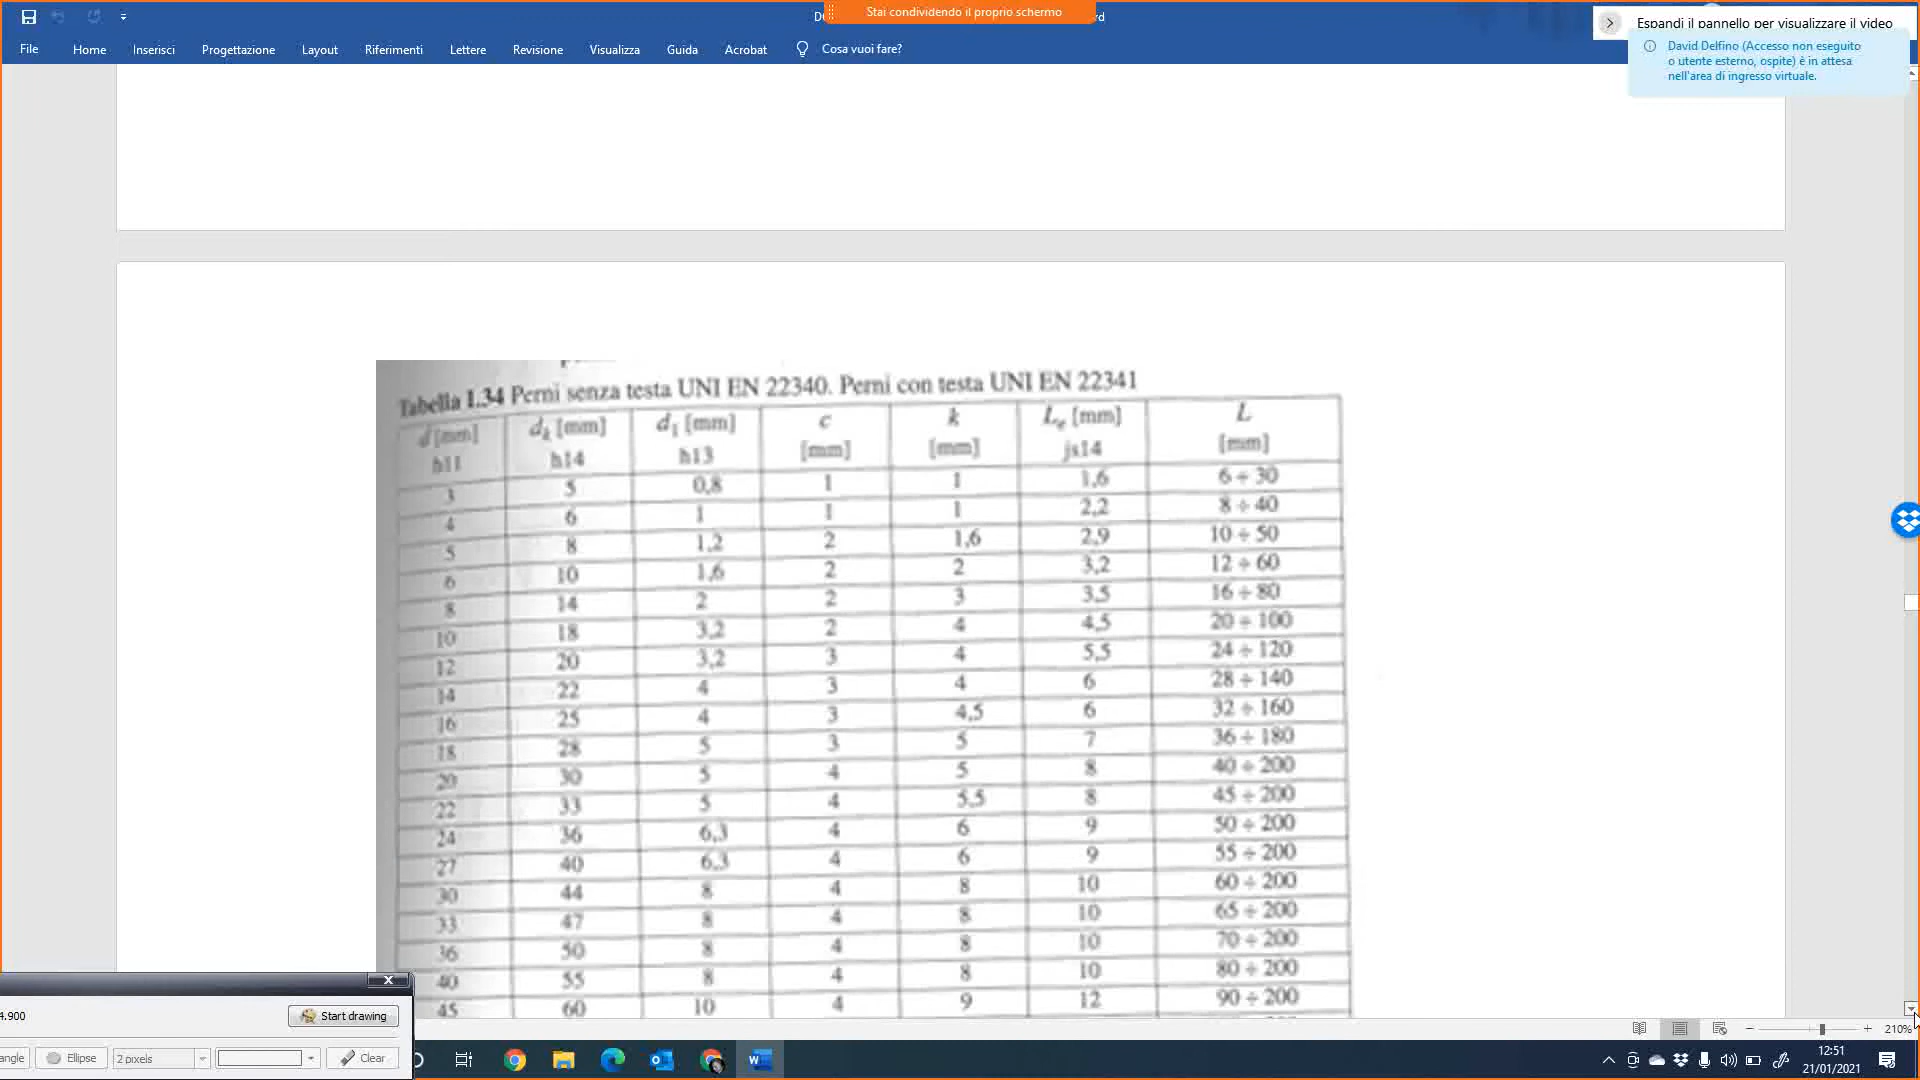 Stai condividendo il proprio schermo
Espandi il pannello per visualizzare il video
File Home Inserisci Progettazione Layout Riferimenti Lettere Revisione Visualizza Guida Acrobat Cosa vuoi fare?
David Delfino (Accesso non eseguito
o utente esterno, ospite) è in attesa
nell'area di ingresso virtuale.
Tabella I.34 Perni senza testa UNI EN 22340. Perni con testa UNI EN 22341
d [mm] dk [mm] d1 [mm] c k Le [mm] L
h11 h14 h13 [mm] [mm] js14 [mm]
3 5 0,8 1 1 1,6 6 ÷ 30
4 6 1 1 1 2,2 8 ÷ 40
5 8 1,2 2 1,6 2,9 10 ÷ 50
6 10 1,6 2 2 3,2 12 ÷ 60
8 14 2 2 3 3,5 16 ÷ 80
10 18 3,2 2 4 4,5 20 ÷ 100
12 20 3,2 3 4 5,5 24 ÷ 120
14 22 4 3 4 6 28 ÷ 140
16 25 4 3 4,5 6 32 ÷ 160
18 28 5 3 5 7 36 ÷ 180
20 30 5 4 5 8 40 ÷ 200
22 33 5 4 5,5 8 45 ÷ 200
24 36 6,3 4 6 9 50 ÷ 200
27 40 6,3 4 6 9 55 ÷ 200
30 44 8 4 8 10 60 ÷ 200
33 47 8 4 8 10 65 ÷ 200
36 50 8 4 8 10 70 ÷ 200
40 55 8 4 8 10 80 ÷ 200
45 60 10 4 9 12 90 ÷ 200
4.900 Start drawing
angle Ellipse 2 pixels Clear
210%
12:51
21/01/2021